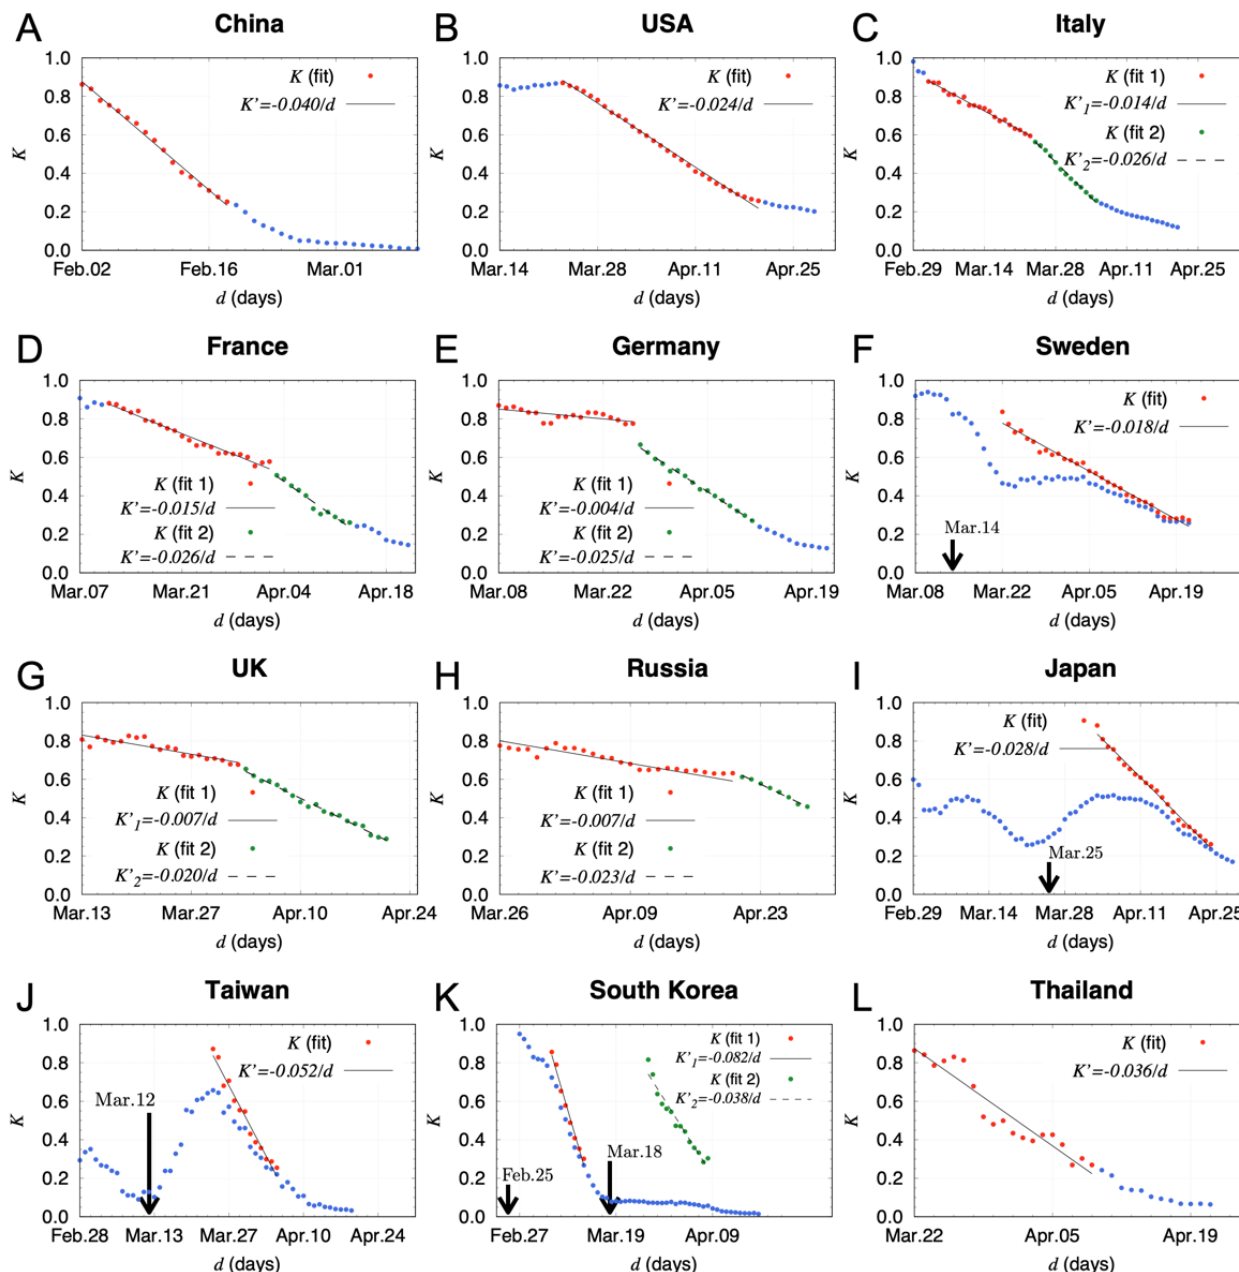 A China
K (fit)
K'=-0.040/d
1.0
0.8
0.6
0.4
0.2
0.0
K
Feb.02 Feb.16 Mar.01
d (days)
B USA
K (fit)
K'=-0.024/d
1.0
0.8
0.6
0.4
0.2
0.0
K
Mar.14 Mar.28 Apr.11 Apr.25
d (days)
C Italy
K (fit 1)
K'1=-0.014/d
K (fit 2)
K'2=-0.026/d
1.0
0.8
0.6
0.4
0.2
0.0
K
Feb.29 Mar.14 Mar.28 Apr.11 Apr.25
d (days)
D France
K (fit 1)
K'=-0.015/d
K (fit 2)
K'=-0.026/d
1.0
0.8
0.6
0.4
0.2
0.0
K
Mar.07 Mar.21 Apr.04 Apr.18
d (days)
E Germany
K (fit 1)
K'=-0.004/d
K (fit 2)
K'=-0.025/d
1.0
0.8
0.6
0.4
0.2
0.0
K
Mar.08 Mar.22 Apr.05 Apr.19
d (days)
F Sweden
K (fit)
K'=-0.018/d
Mar.14
1.0
0.8
0.6
0.4
0.2
0.0
K
Mar.08 Mar.22 Apr.05 Apr.19
d (days)
G UK
K (fit 1)
K'1=-0.007/d
K (fit 2)
K'2=-0.020/d
1.0
0.8
0.6
0.4
0.2
0.0
K
Mar.13 Mar.27 Apr.10 Apr.24
d (days)
H Russia
K (fit 1)
K'=-0.007/d
K (fit 2)
K'=-0.023/d
1.0
0.8
0.6
0.4
0.2
0.0
K
Mar.26 Apr.09 Apr.23
d (days)
I Japan
K (fit)
K'=-0.028/d
Mar.25
1.0
0.8
0.6
0.4
0.2
0.0
K
Feb.29 Mar.14 Mar.28 Apr.11 Apr.25
d (days)
J Taiwan
K (fit)
K'=-0.052/d
Mar.12
1.0
0.8
0.6
0.4
0.2
0.0
K
Feb.28 Mar.13 Mar.27 Apr.10 Apr.24
d (days)
K South Korea
K (fit 1)
K'1=-0.082/d
K (fit 2)
K'2=-0.038/d
Mar.18
Feb.25
1.0
0.8
0.6
0.4
0.2
0.0
K
Feb.27 Mar.19 Apr.09
d (days)
L Thailand
K (fit)
K'=-0.036/d
1.0
0.8
0.6
0.4
0.2
0.0
K
Mar.22 Apr.05 Apr.19
d (days)